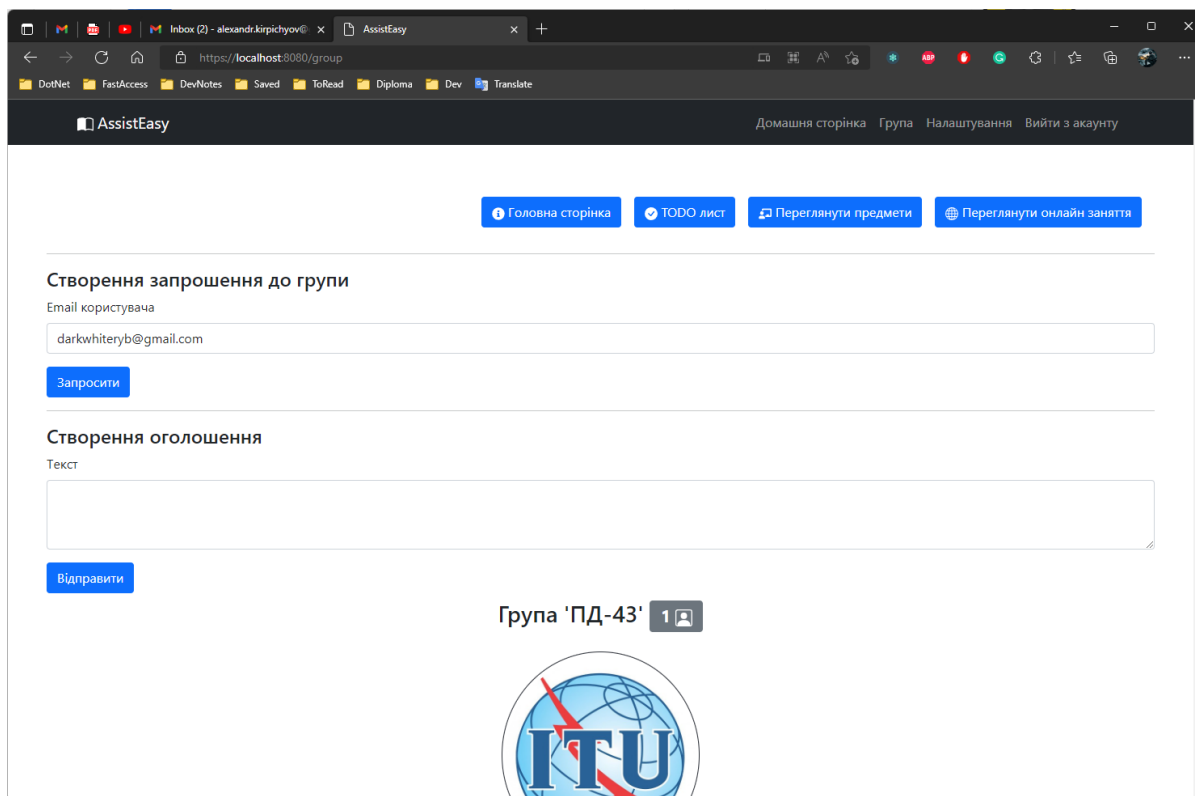 Inbox (2) - alexandr.kirpichyov@ AssistEasy
https://localhost:8080/group
DotNet FastAccess DevNotes Saved ToRead Diploma Dev Translate
AssistEasy Домашня сторінка Група Налаштування Вийти з акаунту
Головна сторінка TODO лист Переглянути предмети Переглянути онлайн заняття
Створення запрошення до групи
Email користувача
darkwhiteryb@gmail.com
Запросити
Створення оголошення
Текст
Відправити
Група 'ПД-43' 1
ITU